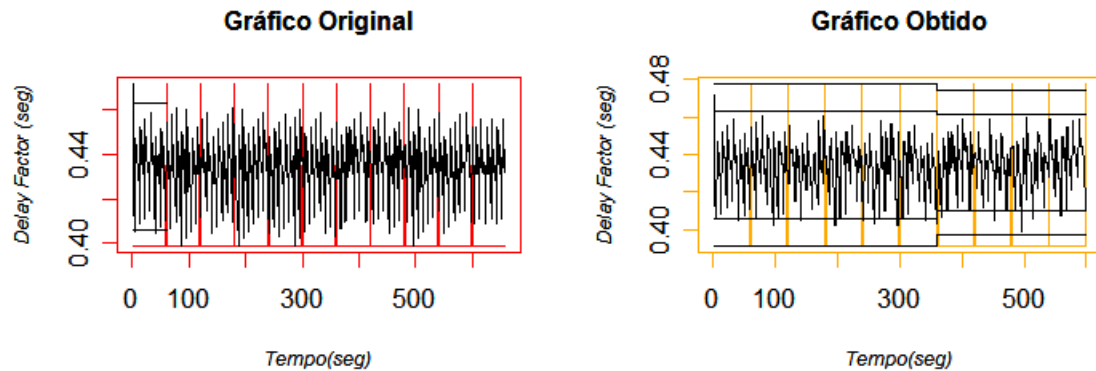 Gráfico Original
Delay Factor (seg)
0.44
0.40
0 100 300 500
Tempo(seg)
Gráfico Obtido
Delay Factor (seg)
0.48
0.44
0.40
0 100 300 500
Tempo(seg)